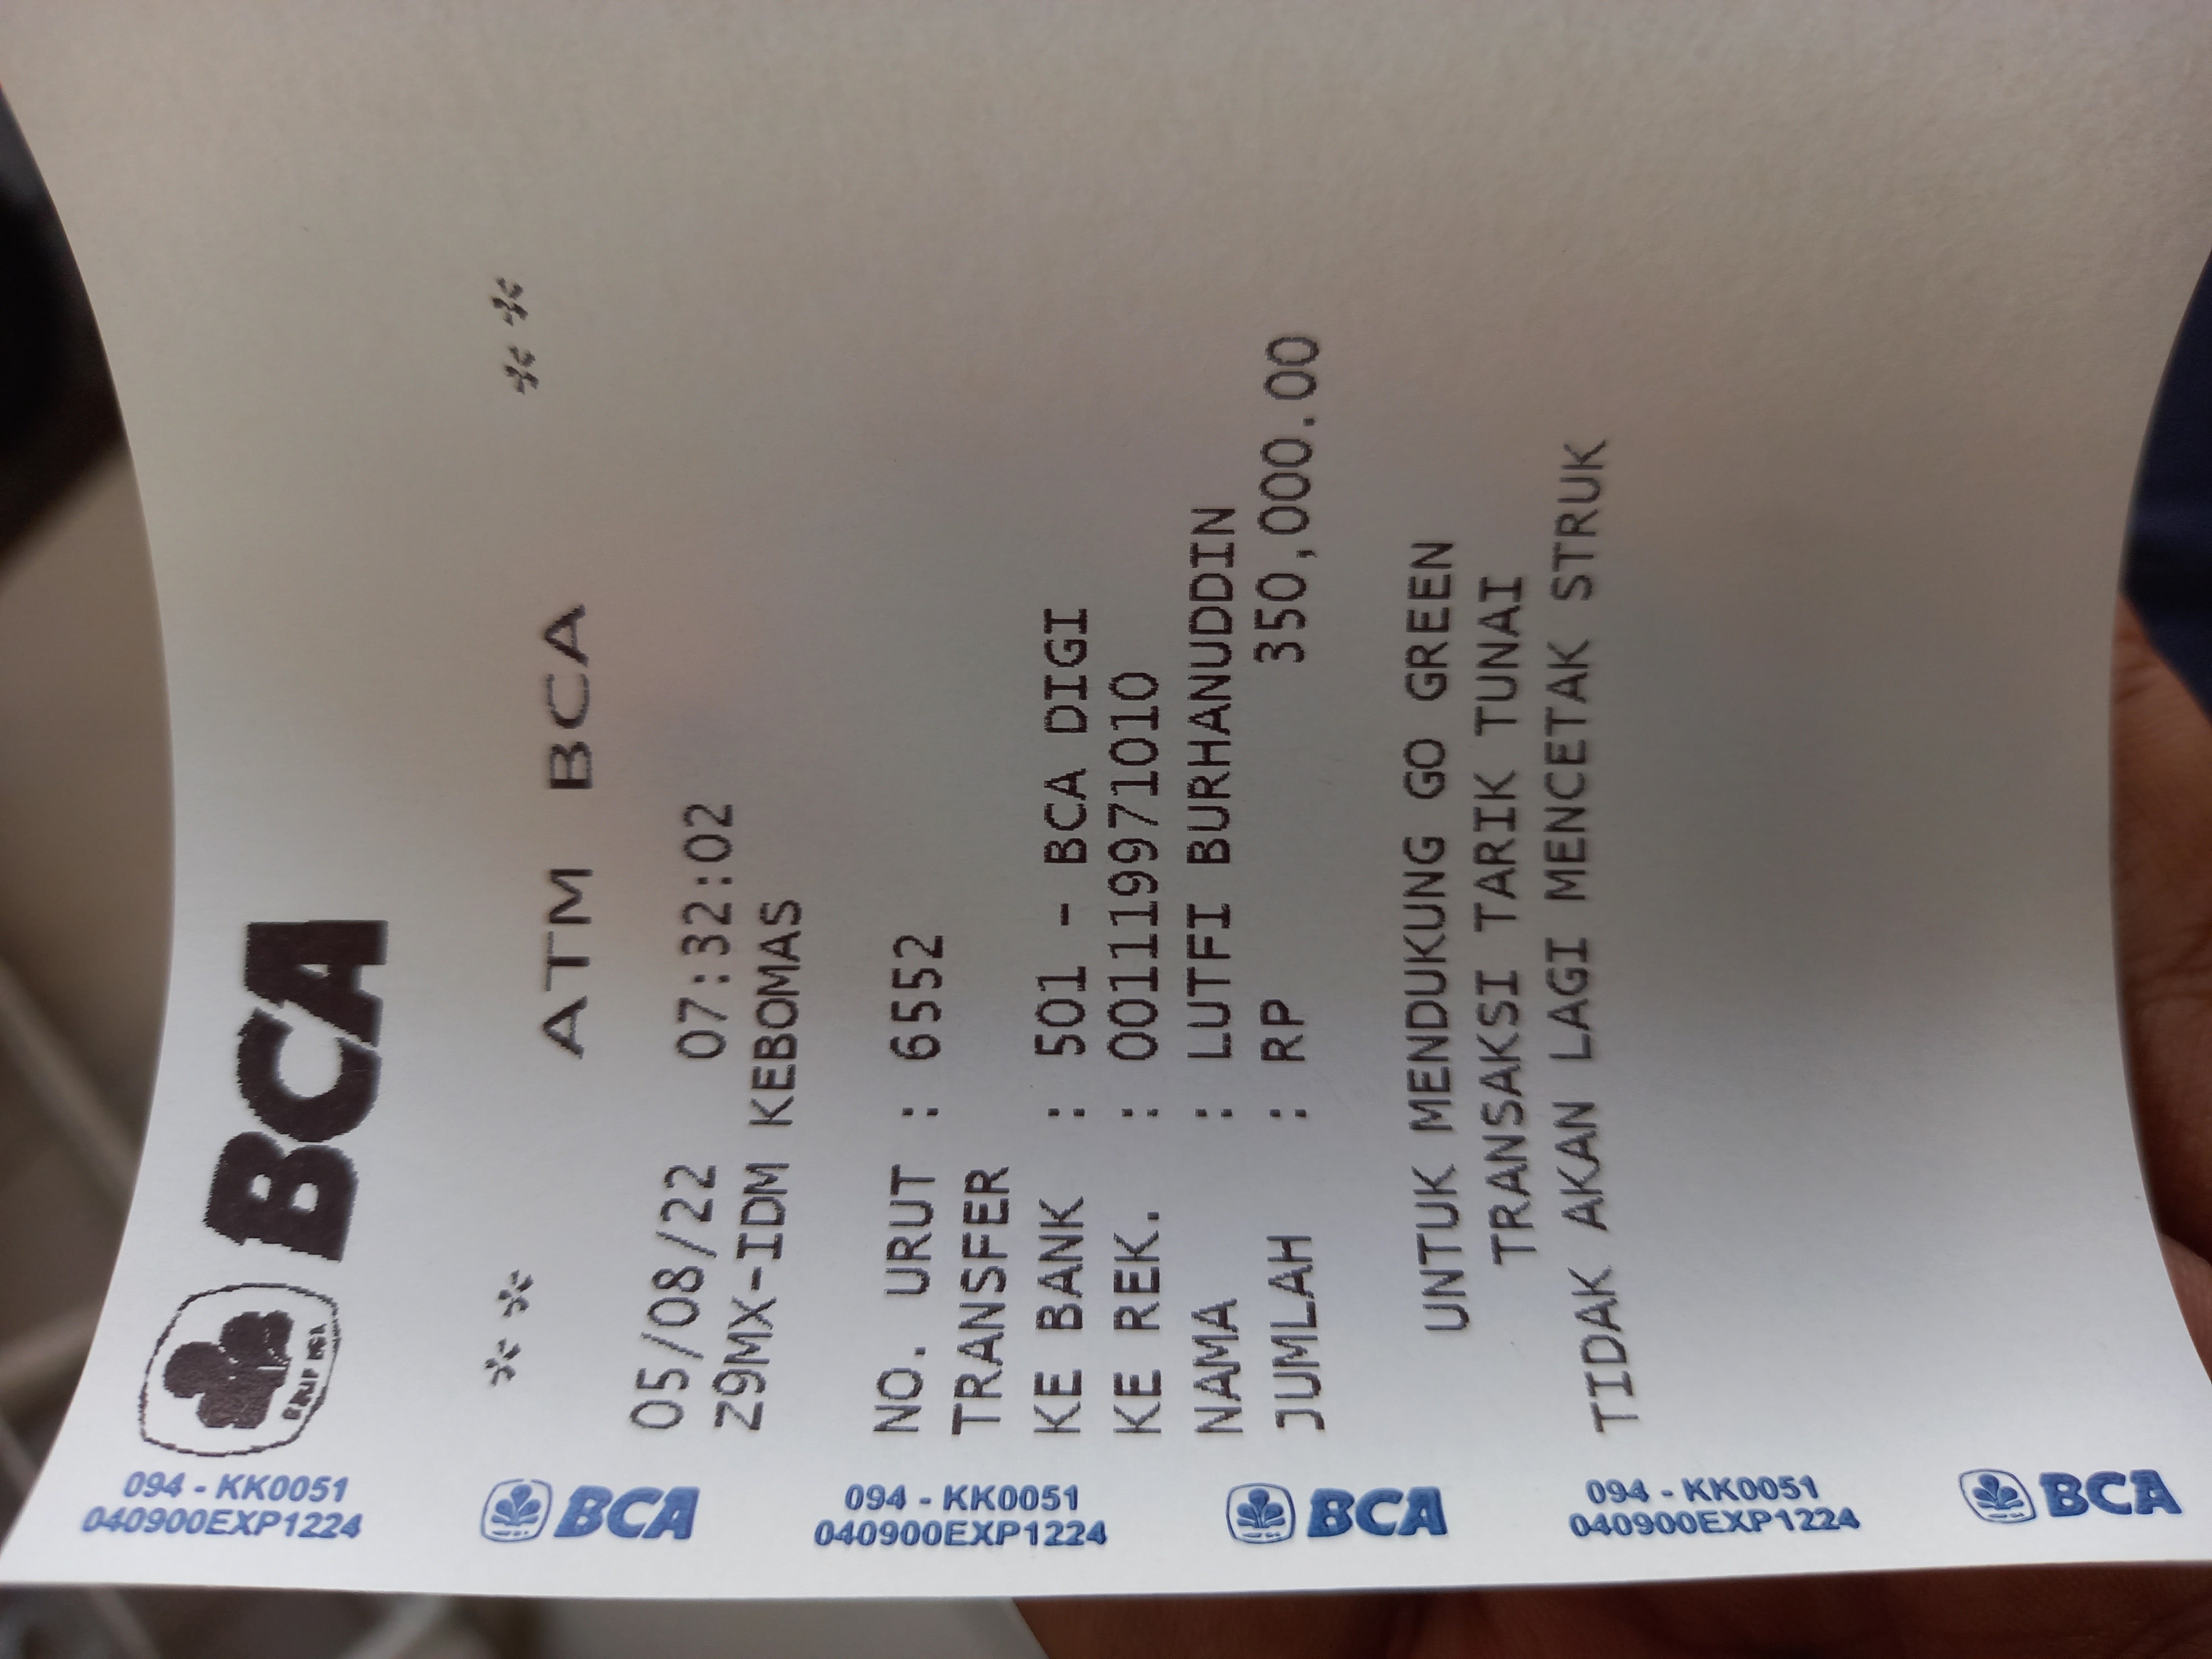 BCA
** ATM BCA **
05/08/22 07:32:02
Z9MX-IDM KEBOMAS
NO. URUT : 6552
TRANSFER
KE BANK : 501 - BCA DIGI
KE REK. : 001119971010
NAMA : LUTFI BURHANUDDIN
JUMLAH : RP 350,000.00
UNTUK MENDUKUNG GO GREEN
TRANSAKSI TARIK TUNAI
TIDAK AKAN LAGI MENCETAK STRUK
094 - KK0051
040900EXP1224
BCA
094 - KK0051
040900EXP1224
BCA
094 - KK0051
040900EXP1224
BCA